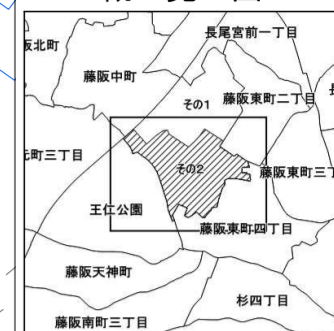 長尾宮前一丁目
阪北町
藤阪中町
その1
藤阪東町二丁目
元町三丁目
その2
藤阪東町三丁
王仁公園
藤阪東町四丁目
藤阪天神町
杉四丁目
藤阪南町三丁目